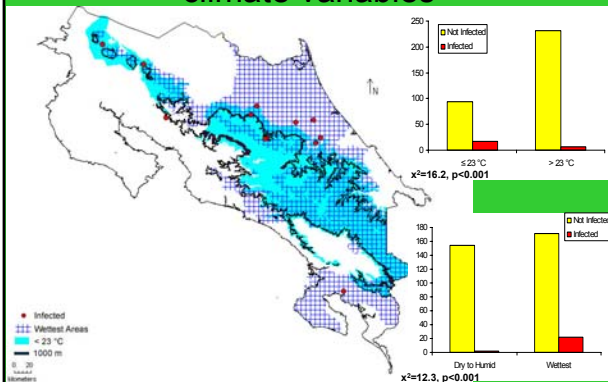 climate variables
N
Infected
Wettest Areas
< 23 °C
1000 m
0 20
kilometers
Not Infected
Infected
250
200
150
100
50
0
≤ 23 °C > 23 °C
x²=16.2, p<0.001
Not Infected
Infected
180
160
140
120
100
80
60
40
20
0
Dry to Humid Wettest
x²=12.3, p<0.001